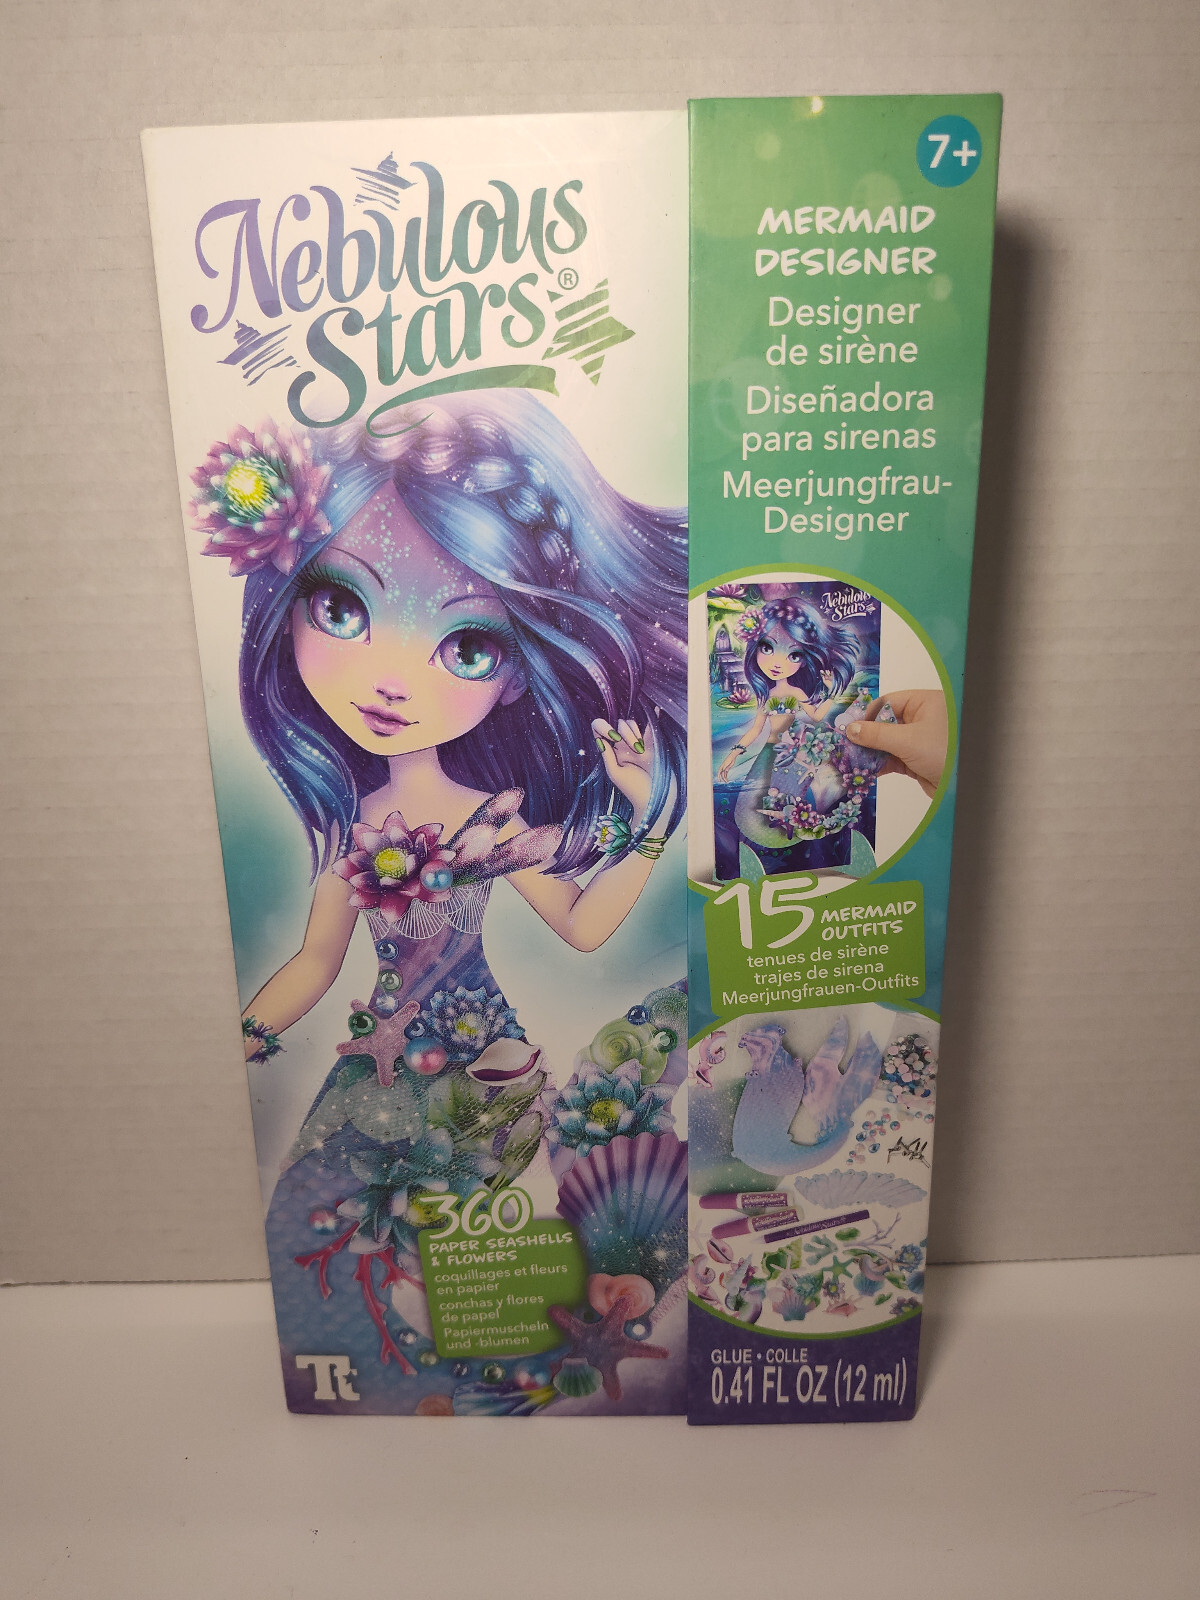 Nebulous
Stars®
7+
MERMAID
DESIGNER
Designer
de sirène
Diseñadora
para sirenas
Meerjungfrau-
Designer
Nebulous
Stars
15 MERMAID
OUTFITS
tenues de sirène
trajes de sirena
Meerjungfrauen-Outfits
360
PAPER SEASHELLS
& FLOWERS
coquillages et fleurs
en papier
conchas y flores
de papel
Papiermuscheln
und -blumen
Nebulous Stars
GLUE • COLLE
0.41 FL OZ (12 ml)